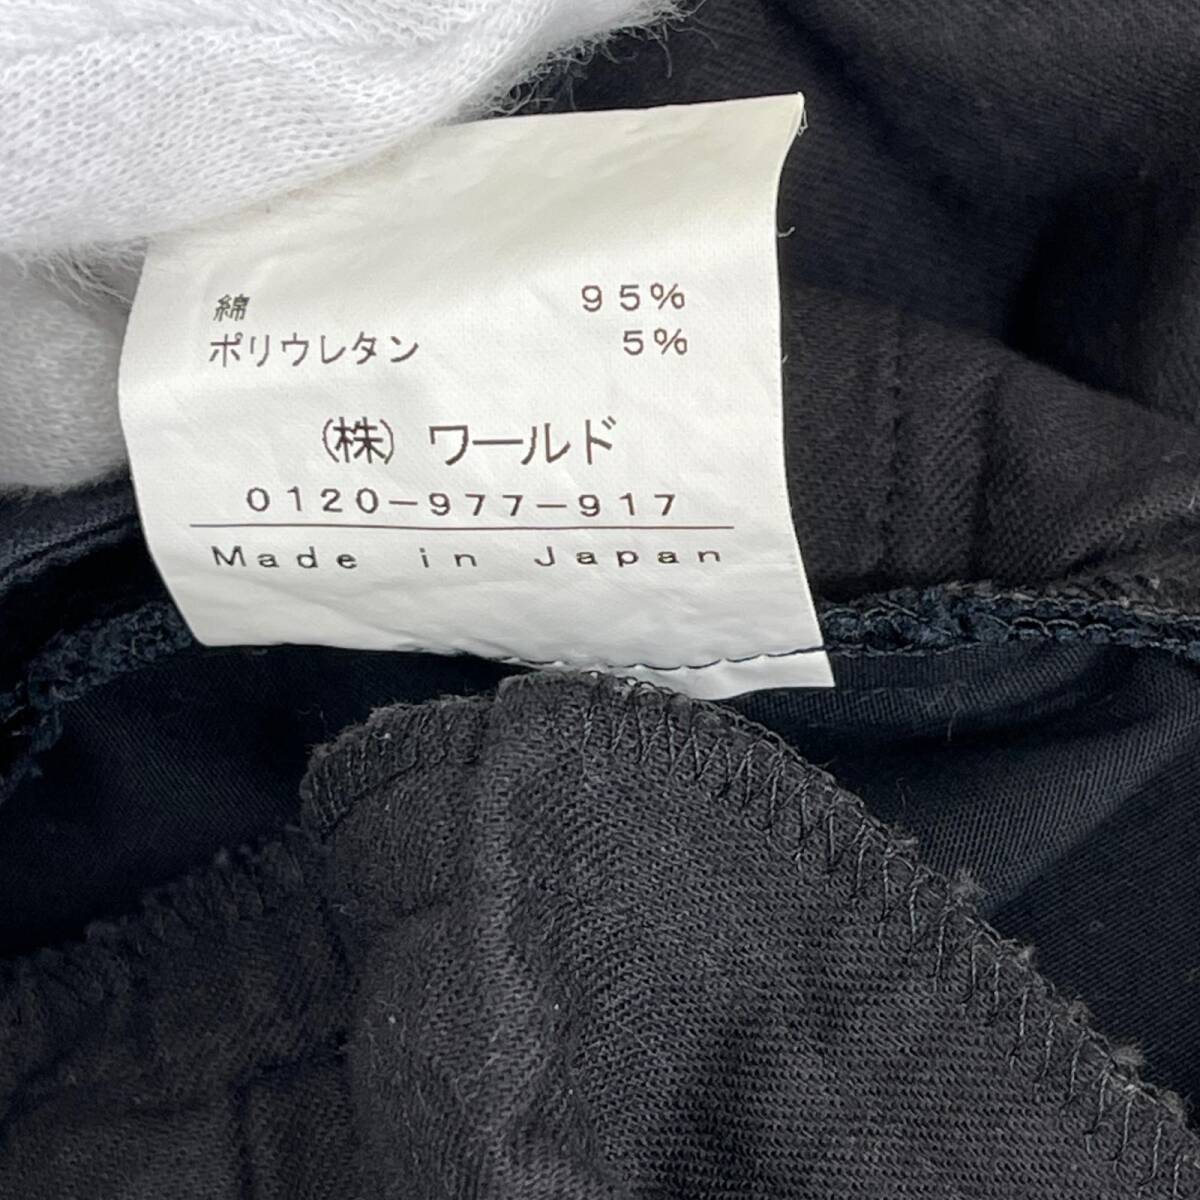 綿 95%
ポリウレタン 5%
(株) ワールド
0120-977-917
Made in Japan